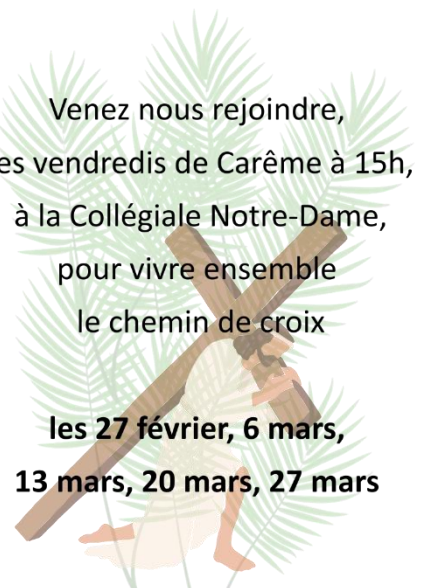 Venez nous rejoindre,
es vendredis de Carême à 15h,
à la Collégiale Notre-Dame,
pour vivre ensemble
le chemin de croix
les 27 février, 6 mars,
13 mars, 20 mars, 27 mars